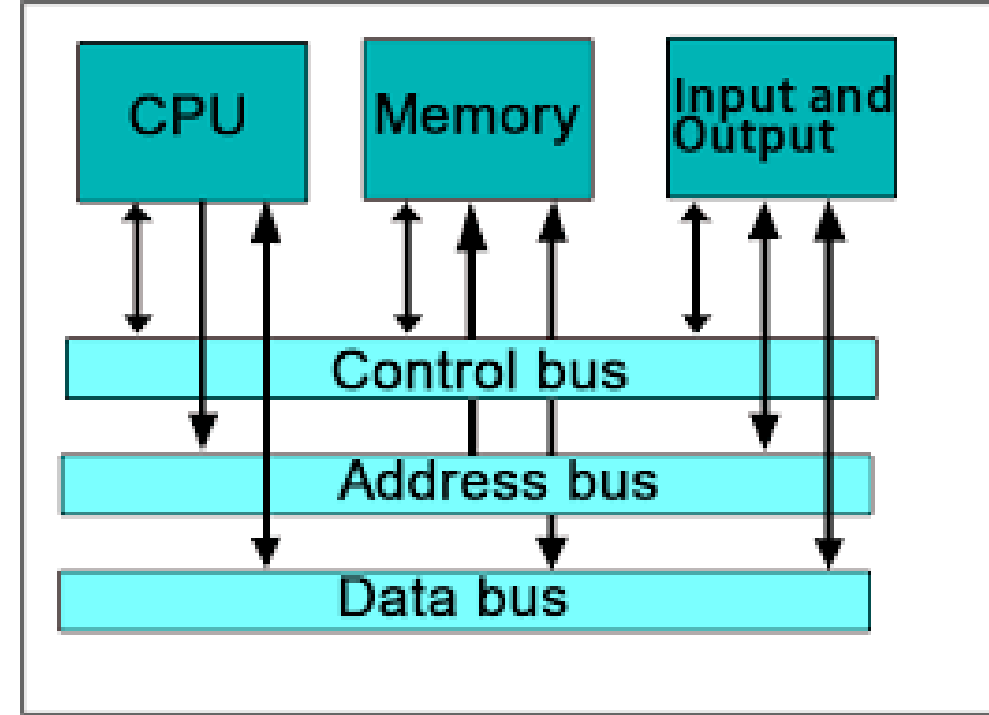 CPU
Memory
Input and
Output
Control bus
Address bus
Data bus